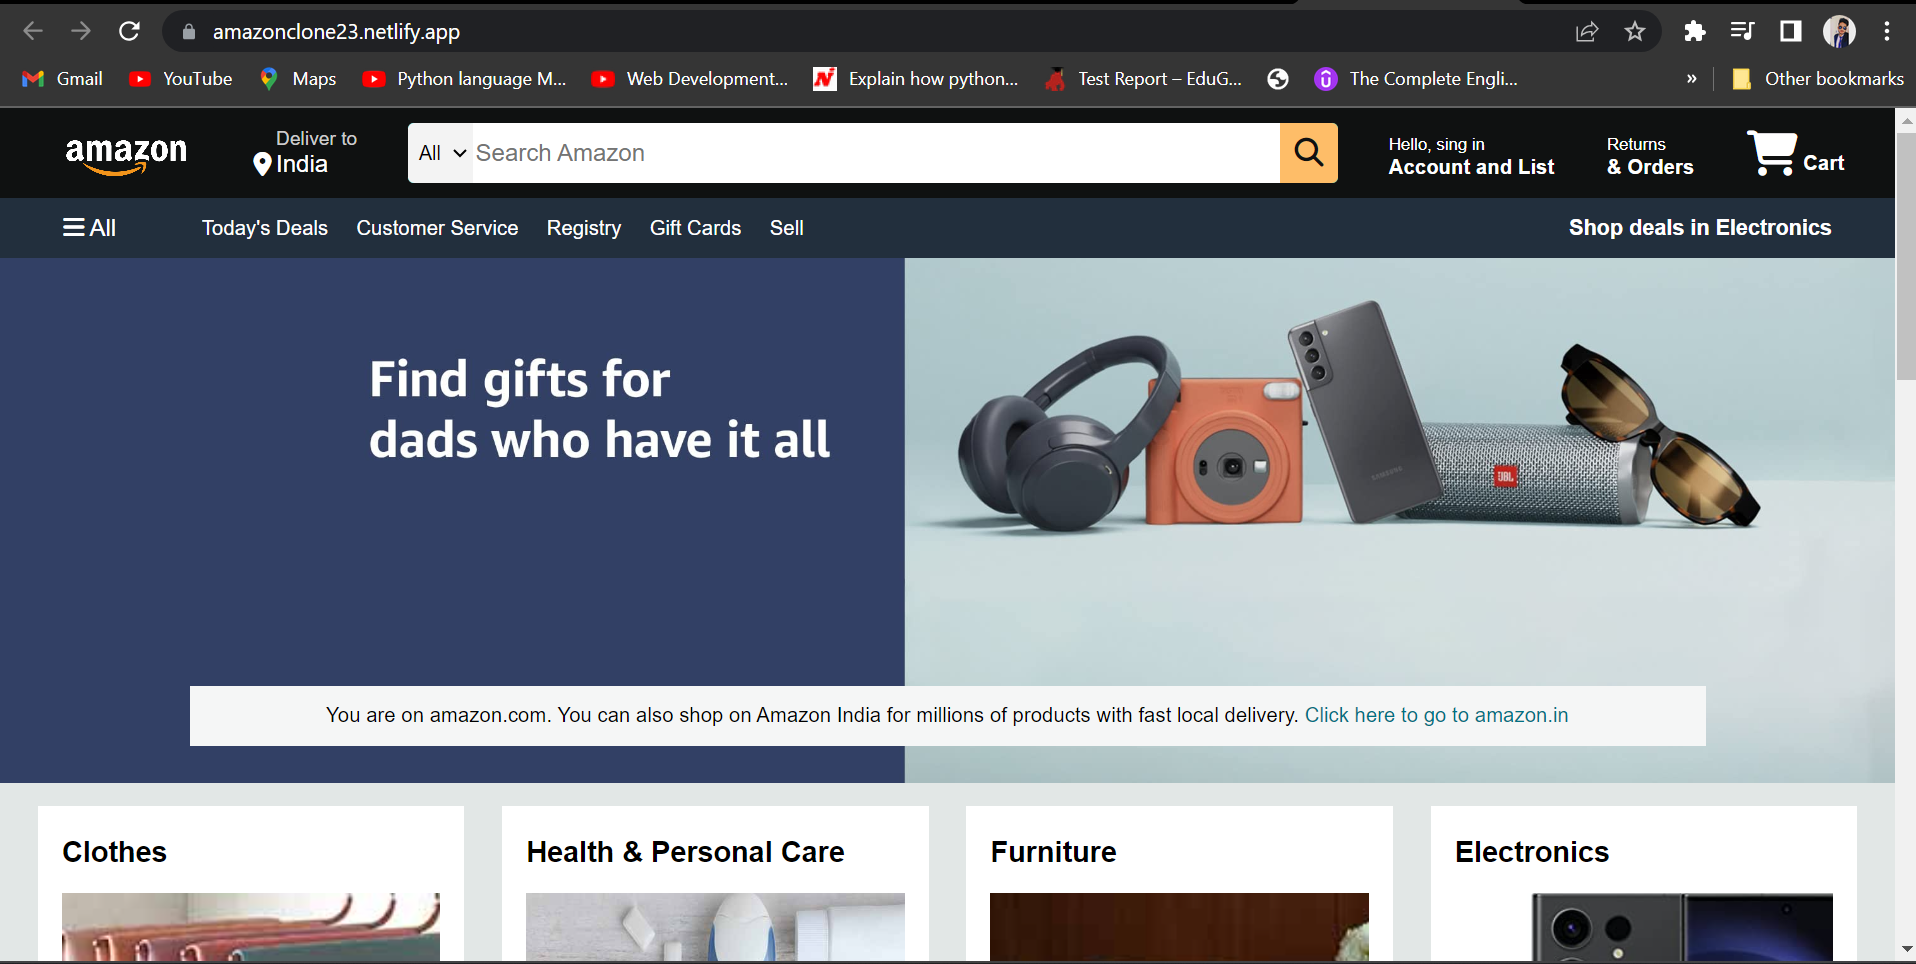 amazonclone23.netlify.app
Gmail YouTube Maps Python language M... Web Development... Explain how python... Test Report – EduG... The Complete Engli... » Other bookmarks
amazon
Deliver to
India
All Search Amazon
Hello, sing in
Account and List
Returns
& Orders
Cart
All Today's Deals Customer Service Registry Gift Cards Sell Shop deals in Electronics
Find gifts for
dads who have it all
SAMSUNG
JBL
You are on amazon.com. You can also shop on Amazon India for millions of products with fast local delivery. Click here to go to amazon.in
Clothes Health & Personal Care Furniture Electronics